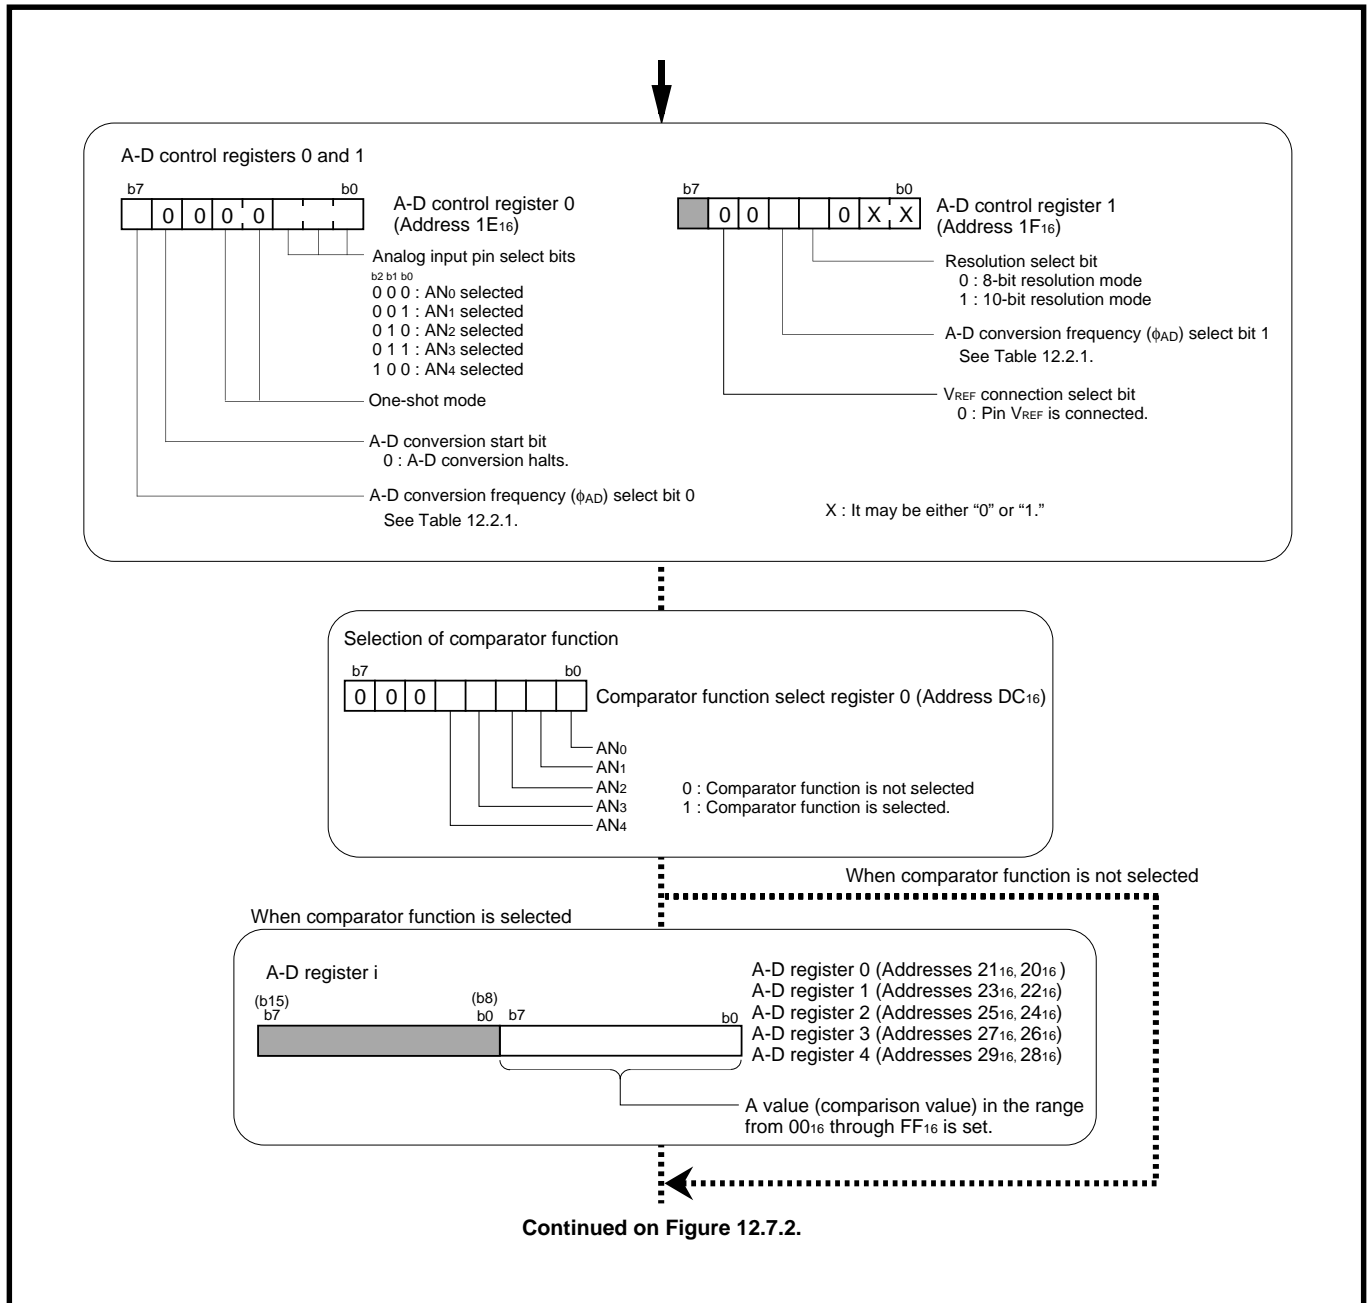 A-D control registers 0 and 1
b7 b0
0 0 0 0
A-D control register 0
(Address 1E16)
Analog input pin select bits
b2 b1 b0
0 0 0 : AN0 selected
0 0 1 : AN1 selected
0 1 0 : AN2 selected
0 1 1 : AN3 selected
1 0 0 : AN4 selected
One-shot mode
A-D conversion start bit
0 : A-D conversion halts.
A-D conversion frequency (ϕAD) select bit 0
See Table 12.2.1.
b7 b0
0 0 0 X X
A-D control register 1
(Address 1F16)
Resolution select bit
0 : 8-bit resolution mode
1 : 10-bit resolution mode
A-D conversion frequency (ϕAD) select bit 1
See Table 12.2.1.
VREF connection select bit
0 : Pin VREF is connected.
X : It may be either “0” or “1.”
Selection of comparator function
b7 b0
0 0 0
Comparator function select register 0 (Address DC16)
AN0
AN1
AN2
AN3
AN4
0 : Comparator function is not selected
1 : Comparator function is selected.
When comparator function is not selected
When comparator function is selected
A-D register i
(b15) (b8)
b7 b0 b7 b0
A-D register 0 (Addresses 2116, 2016 )
A-D register 1 (Addresses 2316, 2216)
A-D register 2 (Addresses 2516, 2416)
A-D register 3 (Addresses 2716, 2616)
A-D register 4 (Addresses 2916, 2816)
A value (comparison value) in the range
from 0016 through FF16 is set.
Continued on Figure 12.7.2.